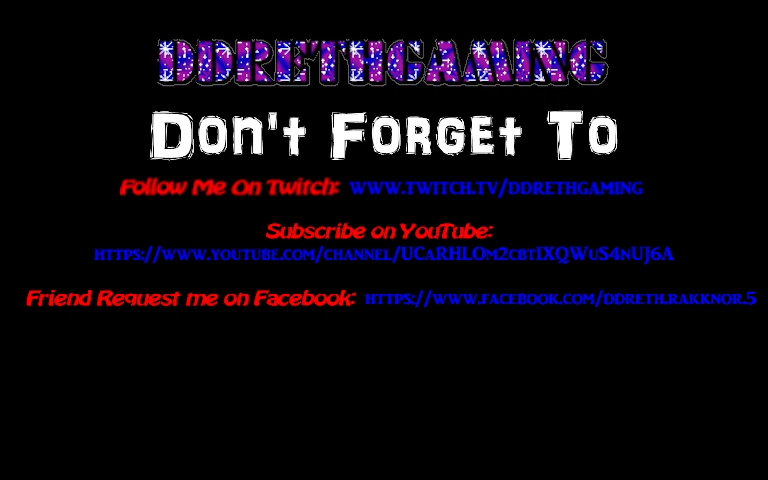 DDRETHGAMING
Don't Forget To
Follow Me On Twitch: www.twitch.tv/ddrethgaming
Subscribe on YouTube:
https://www.youtube.com/channel/UCaRHLOm2cbtIXQWuS4nUJ6A
Friend Request me on Facebook: https://www.facebook.com/ddreth.rakknor.5